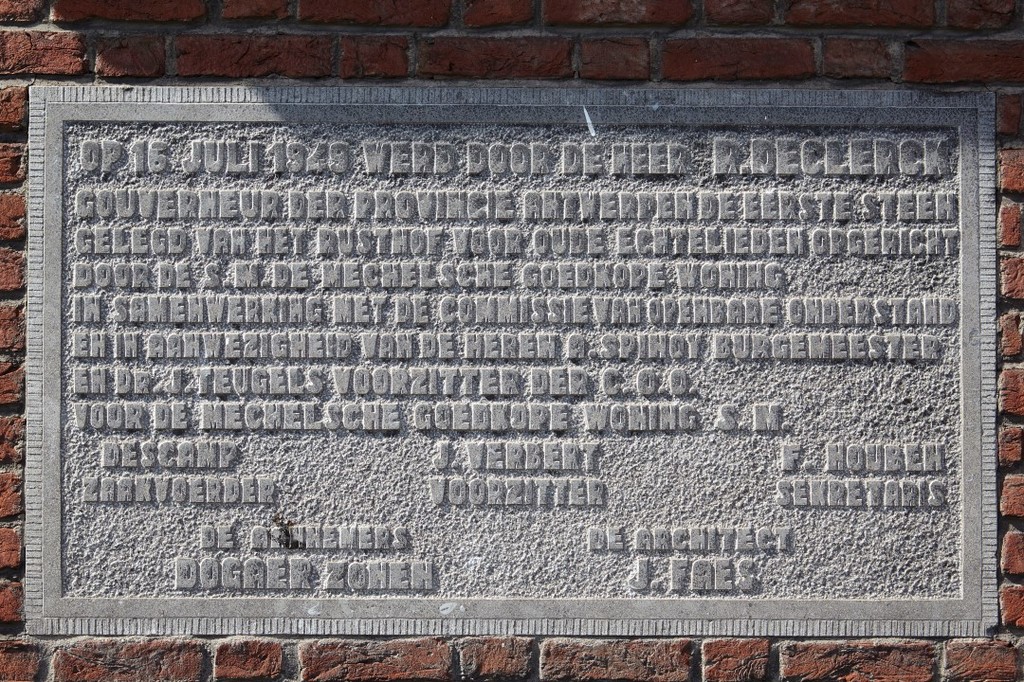 OP 16 JULI 1949 WERD DOOR DE HEER R. DECLERCK
GOUVERNEUR DER PROVINCIE ANTWERPEN DE EERSTE STEEN
GELEGD VAN HET RUSTHOF VOOR OUDE ECHTELIEDEN OPGERICHT
DOOR DE S.M. DE MECHELSCHE GOEDKOPE WONING
IN SAMENWERKING MET DE COMMISSIE VAN OPENBARE ONDERSTAND
EN IN AANWEZIGHEID VAN DE HEREN A. SPINOY BURGEMEESTER
EN DR. J. TEUGELS VOORZITTER DER C.O.O.
VOOR DE MECHELSCHE GOEDKOPE WONING S.M.
DESCAMP J. VERBERT F. HOUBEN
ZAAKVOERDER VOORZITTER SEKRETARIS
DE AANNEMERS DE ARCHITECT
DOGAER ZONEN J. FAES